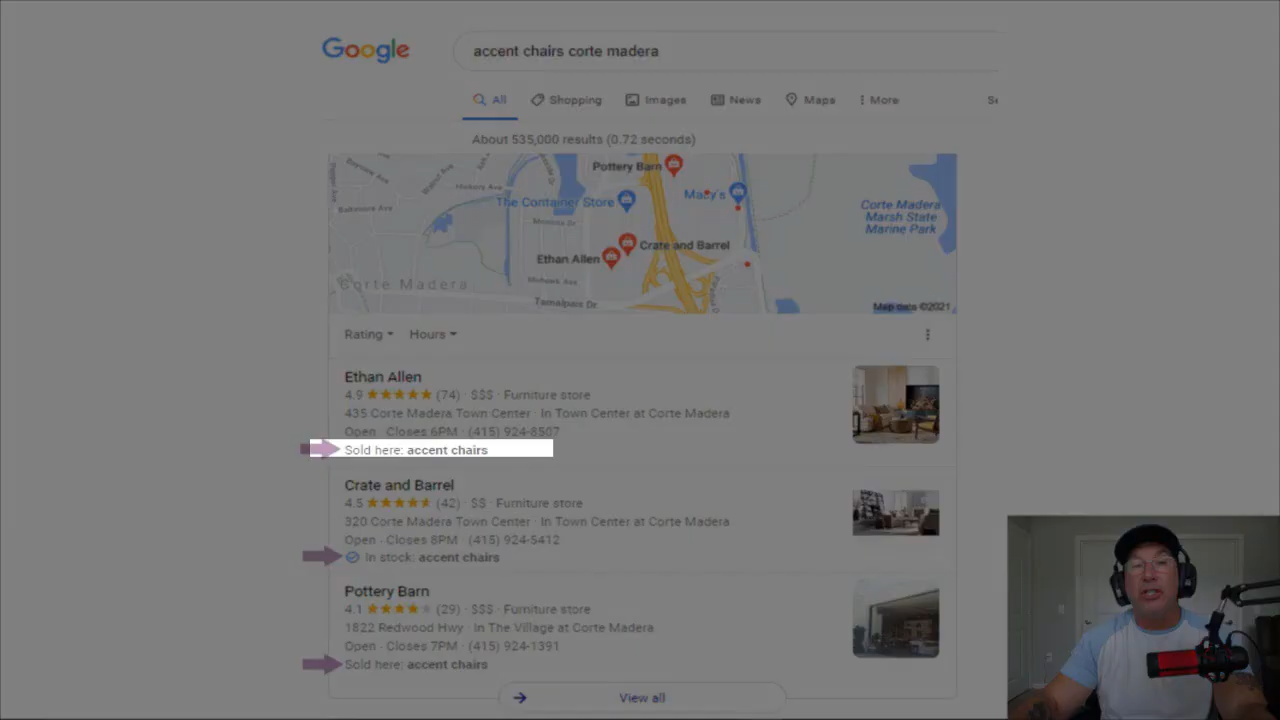 Google
accent chairs corte madera
All Shopping Images News Maps More Se
About 535,000 results (0.72 seconds)
Pottery Barn
Macy's
The Container Store
Corte Madera
Marsh State
Marine Park
Crate and Barrel
Ethan Allen
Baltimore Ave
Mohawk Ave
Corte Madera
Tamalpais Dr
Map data ©2021
Rating Hours
Ethan Allen
4.9 (74) · $$$ · Furniture store
435 Corte Madera Town Center · In Town Center at Corte Madera
Open · Closes 6PM · (415) 924-8507
Sold here: accent chairs
Crate and Barrel
4.5 (42) · $$ · Furniture store
320 Corte Madera Town Center · In Town Center at Corte Madera
Open · Closes 8PM · (415) 924-5412
In stock: accent chairs
Pottery Barn
4.1 (29) · $$$ · Furniture store
1822 Redwood Hwy · In The Village at Corte Madera
Open · Closes 7PM · (415) 924-1391
Sold here: accent chairs
View all